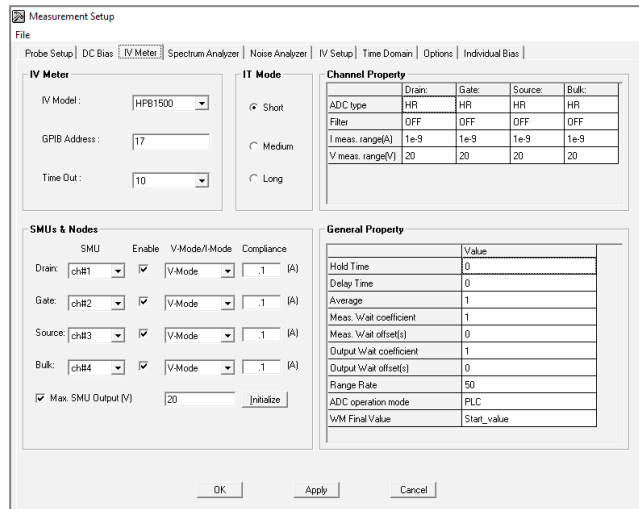 Measurement Setup
File
Probe Setup DC Bias IV Meter Spectrum Analyzer Noise Analyzer IV Setup Time Domain Options Individual Bias
IV Meter
IV Model : HPB1500
GPIB Address : 17
Time Out : 10
IT Mode
Short
Medium
Long
Channel Property
Drain: Gate: Source: Bulk:
ADC type HR HR HR HR
Filter OFF OFF OFF OFF
I meas. range(A) 1e-9 1e-9 1e-9 1e-9
V meas. range(V) 20 20 20 20
SMUs & Nodes
SMU Enable V-Mode/I-Mode Compliance
Drain: ch#1 V-Mode .1 (A)
Gate: ch#2 V-Mode .1 (A)
Source: ch#3 V-Mode .1 (A)
Bulk: ch#4 V-Mode .1 (A)
Max. SMU Output (V) 20 Initialize
General Property
Value
Hold Time 0
Delay Time 0
Average 1
Meas. Wait coefficient 1
Meas. Wait offset(s) 0
Output Wait coefficient 1
Output Wait offset(s) 0
Range Rate 50
ADC operation mode PLC
WM Final Value Start_value
OK Apply Cancel